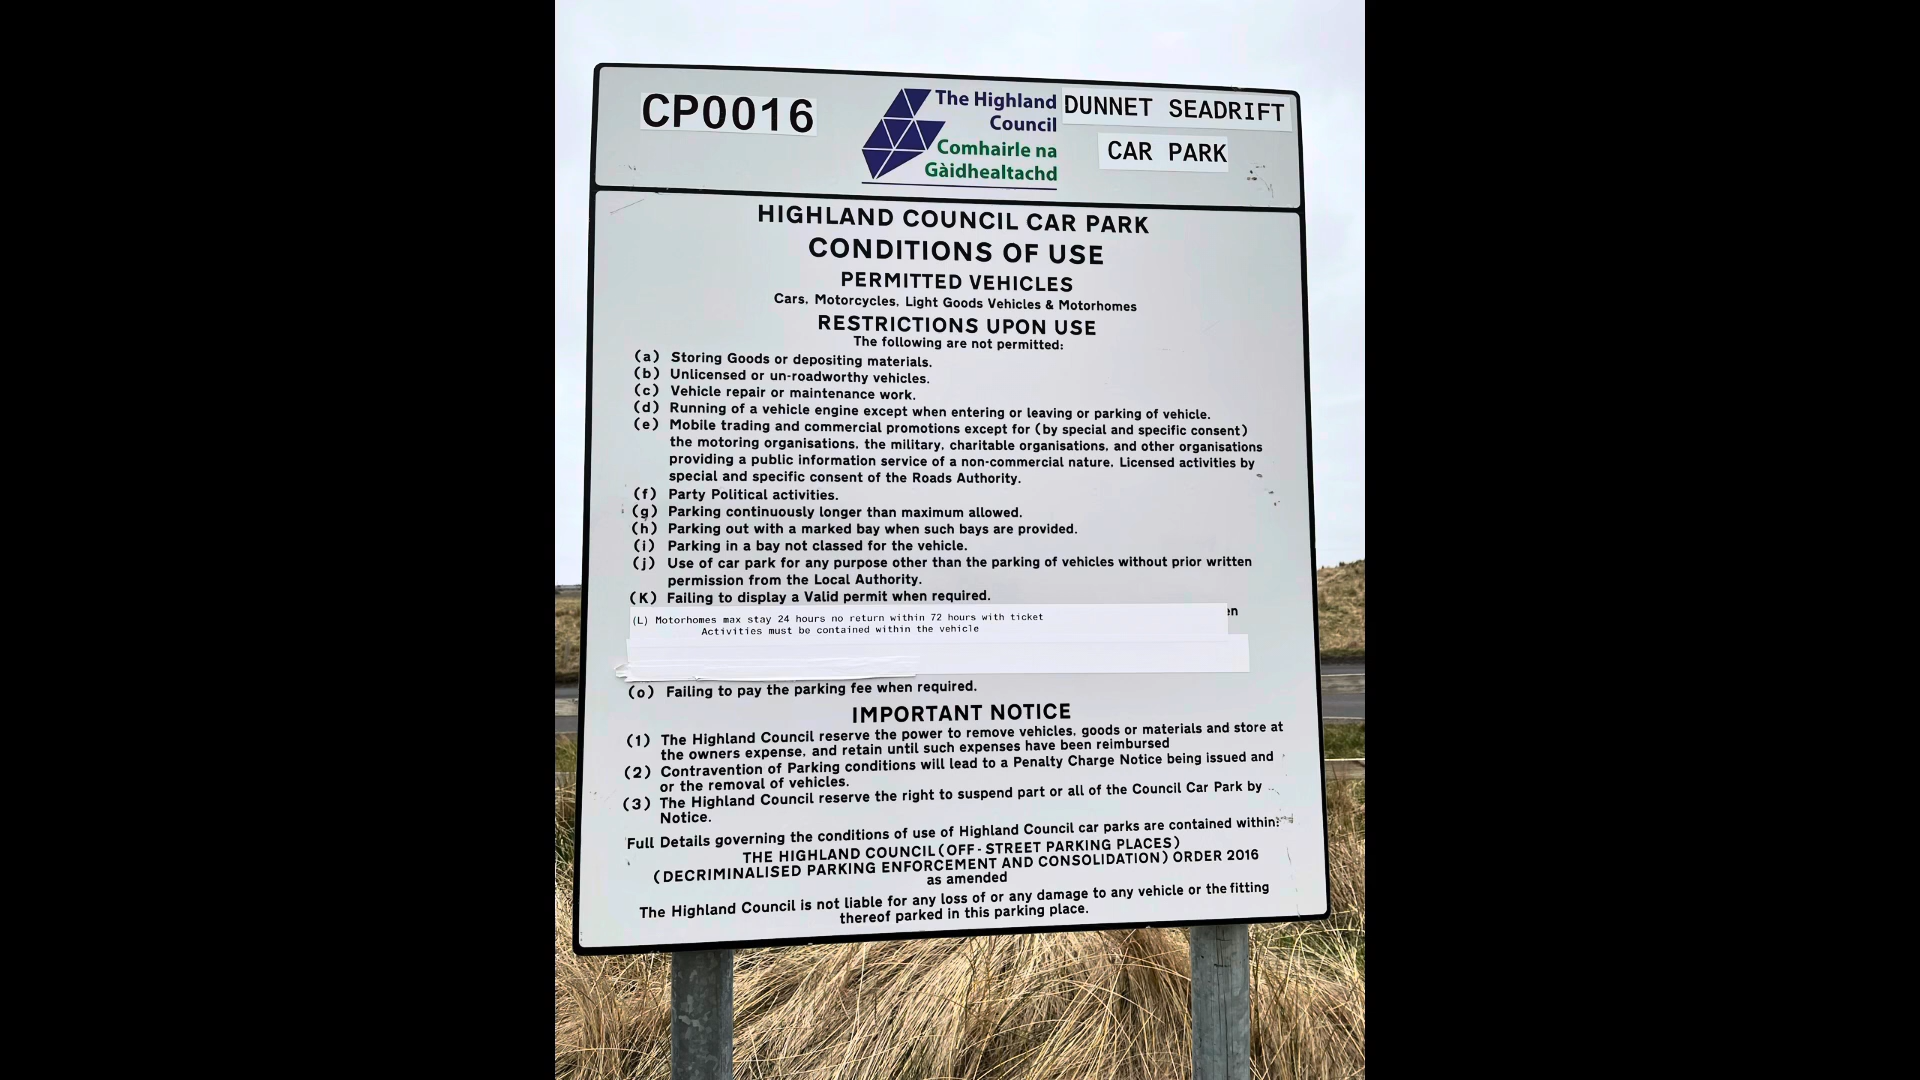 CP0016
The Highland
Council
Comhairle na
Gàidhealtachd
DUNNET SEADRIFT
CAR PARK
HIGHLAND COUNCIL CAR PARK
CONDITIONS OF USE
PERMITTED VEHICLES
Cars, Motorcycles, Light Goods Vehicles & Motorhomes
RESTRICTIONS UPON USE
The following are not permitted:
(a) Storing Goods or depositing materials.
(b) Unlicensed or un-roadworthy vehicles.
(c) Vehicle repair or maintenance work.
(d) Running of a vehicle engine except when entering or leaving or parking of vehicle.
(e) Mobile trading and commercial promotions except for (by special and specific consent)
the motoring organisations, the military, charitable organisations, and other organisations
providing a public information service of a non-commercial nature. Licensed activities by
special and specific consent of the Roads Authority.
(f) Party Political activities.
(g) Parking continuously longer than maximum allowed.
(h) Parking out with a marked bay when such bays are provided.
(i) Parking in a bay not classed for the vehicle.
(j) Use of car park for any purpose other than the parking of vehicles without prior written
permission from the Local Authority.
(K) Failing to display a Valid permit when required.
(L) Motorhomes max stay 24 hours no return within 72 hours with ticket
Activities must be contained within the vehicle
(o) Failing to pay the parking fee when required.
IMPORTANT NOTICE
(1) The Highland Council reserve the power to remove vehicles, goods or materials and store at
the owners expense, and retain until such expenses have been reimbursed
(2) Contravention of Parking conditions will lead to a Penalty Charge Notice being issued and
or the removal of vehicles.
(3) The Highland Council reserve the right to suspend part or all of the Council Car Park by
Notice.
Full Details governing the conditions of use of Highland Council car parks are contained within:
THE HIGHLAND COUNCIL (OFF-STREET PARKING PLACES)
(DECRIMINALISED PARKING ENFORCEMENT AND CONSOLIDATION) ORDER 2016
as amended
The Highland Council is not liable for any loss of or any damage to any vehicle or the fitting
thereof parked in this parking place.